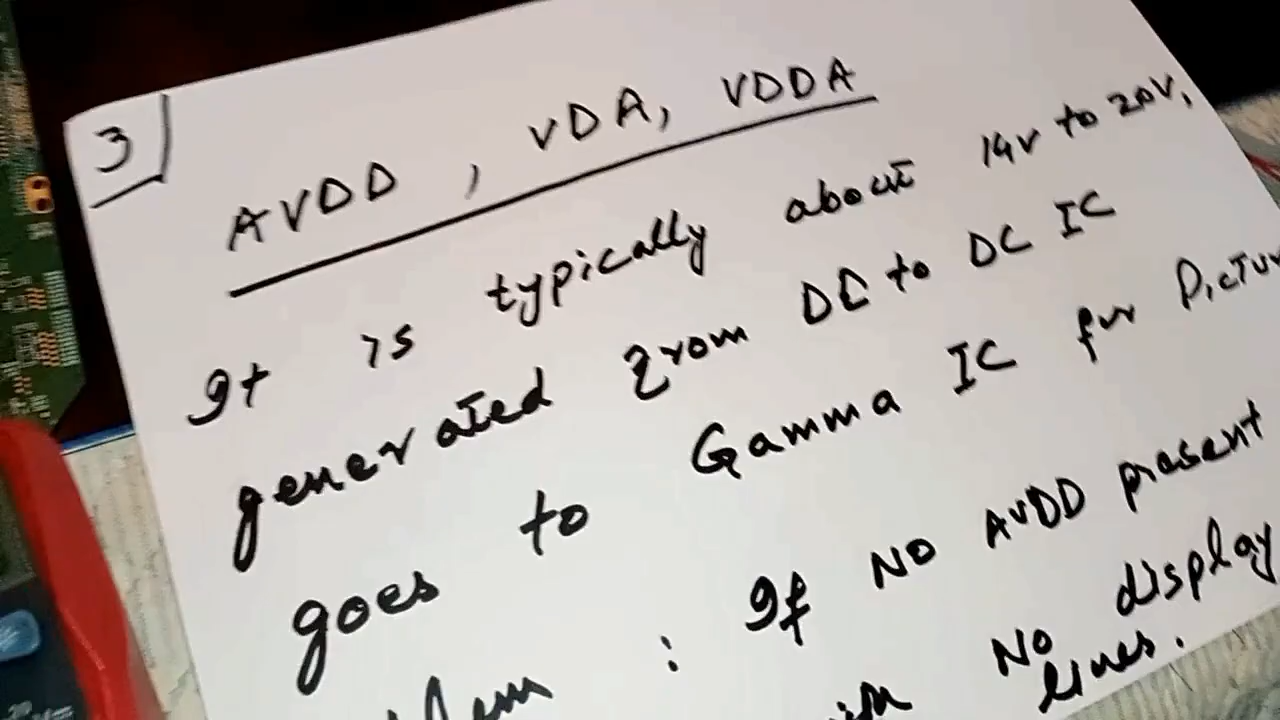 3
AVDD, VDA, VDDA
It is typically about 14V to 20V,
generated from DC to DC IC
goes to Gamma IC for Pictur
: If NO AVDD present
NO display
lines.